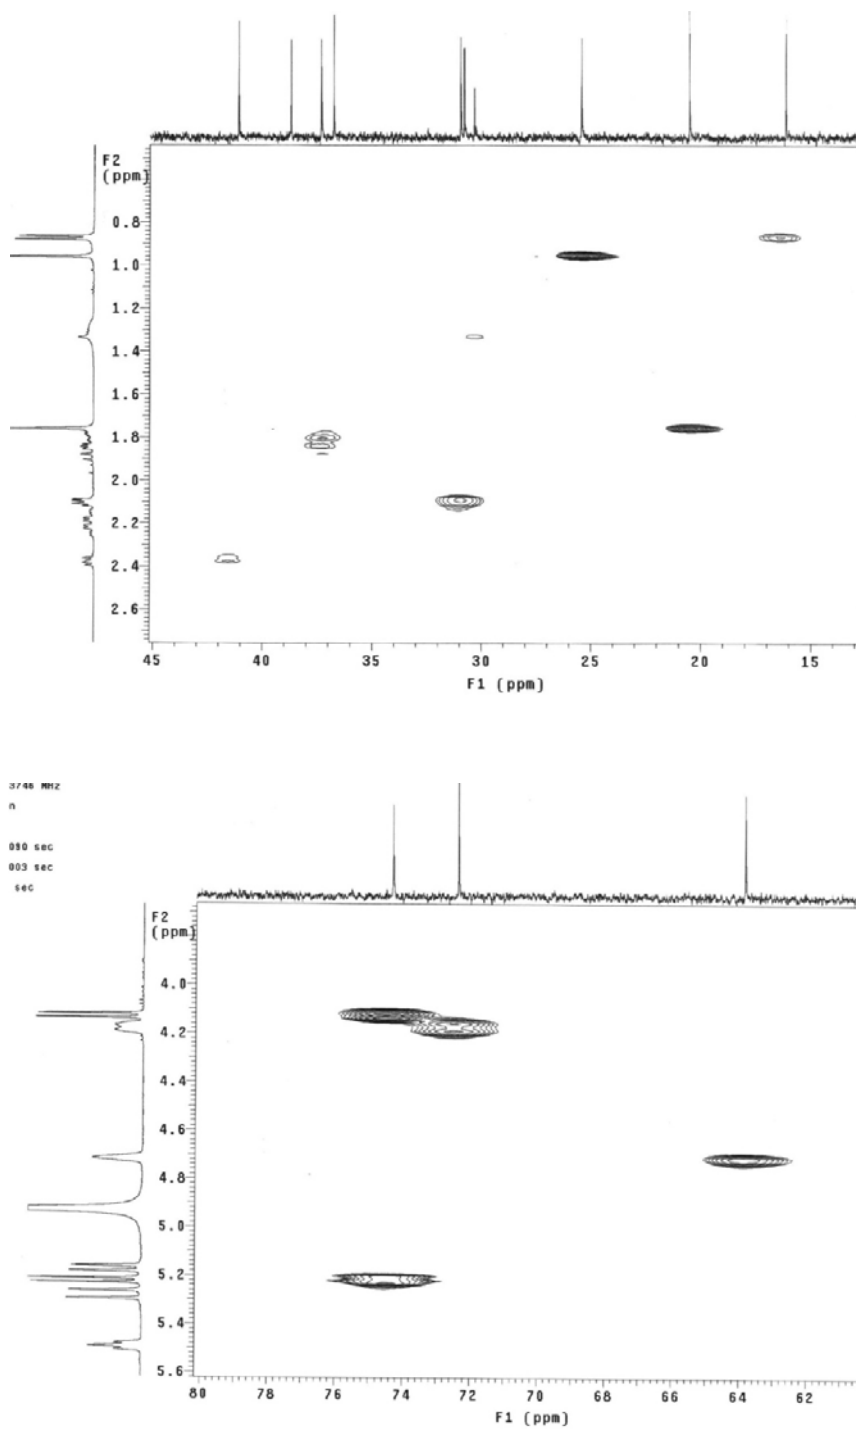 F2
(ppm)
0.8
1.0
1.2
1.4
1.6
1.8
2.0
2.2
2.4
2.6
45 40 35 30 25 20 15
F1 (ppm)
3746 MHz
n
090 sec
003 sec
sec
F2
(ppm)
4.0
4.2
4.4
4.6
4.8
5.0
5.2
5.4
5.6
80 78 76 74 72 70 68 66 64 62
F1 (ppm)